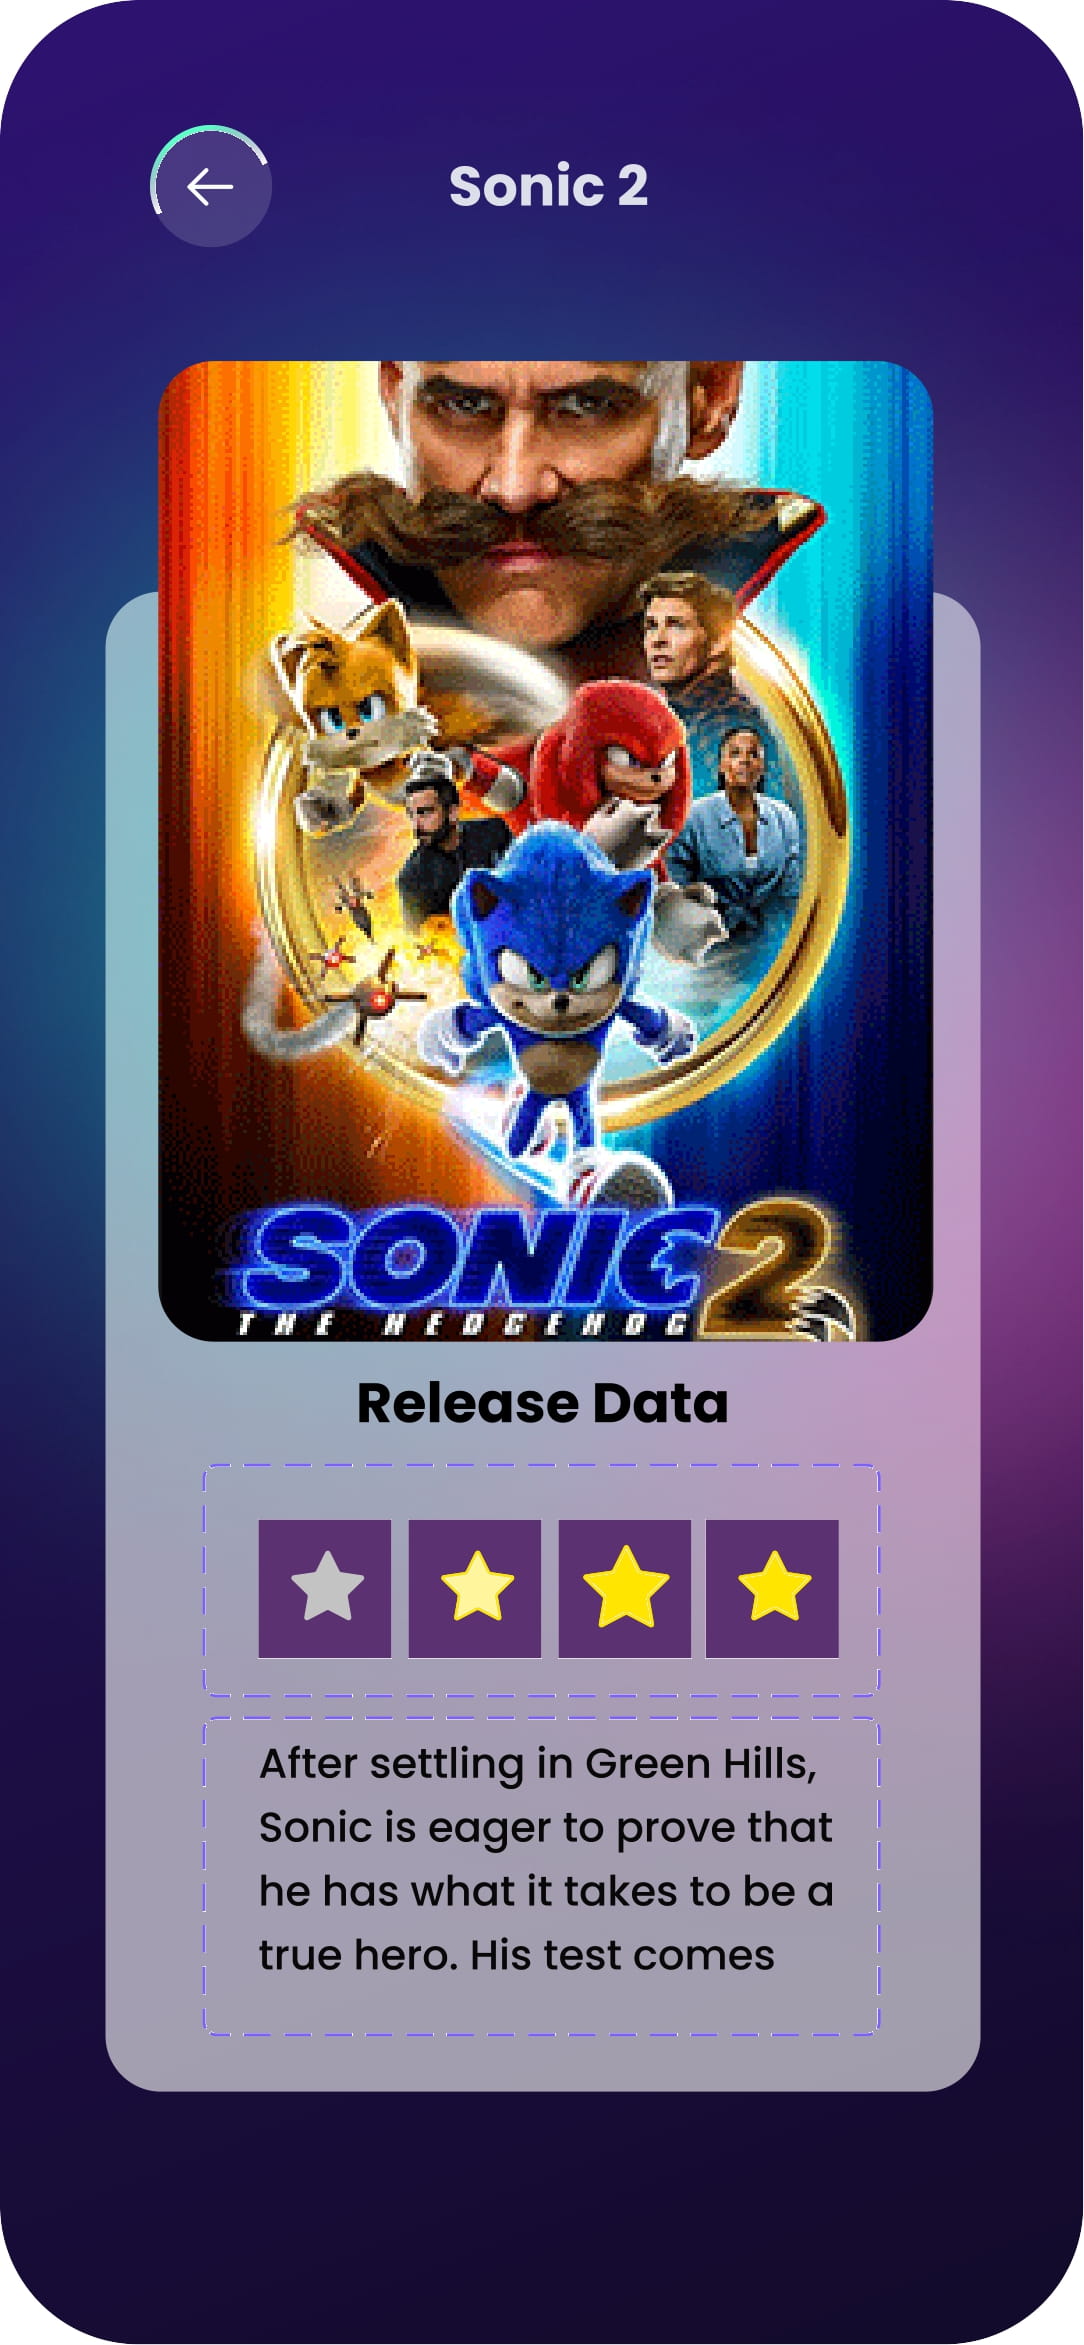 Sonic 2
SONIC 2
THE HEDGEHOG
Release Data
After settling in Green Hills,
Sonic is eager to prove that
he has what it takes to be a
true hero. His test comes